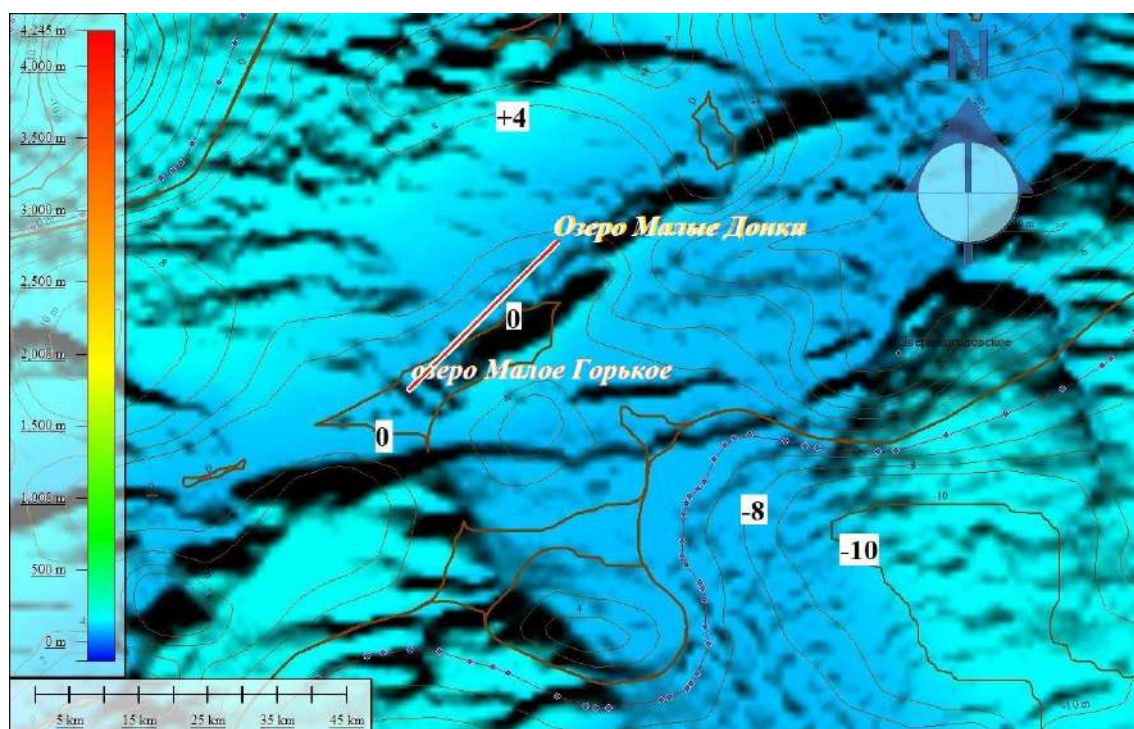 4,245 m
4,000 m
3,500 m
3,000 m
2,500 m
2,000 m
1,500 m
1,000 m
500 m
0 m
N
+4
Озеро Малые Донки
0
озеро Малое Горькое
0
-8
-10
-10
5 km 15 km 25 km 35 km 45 km